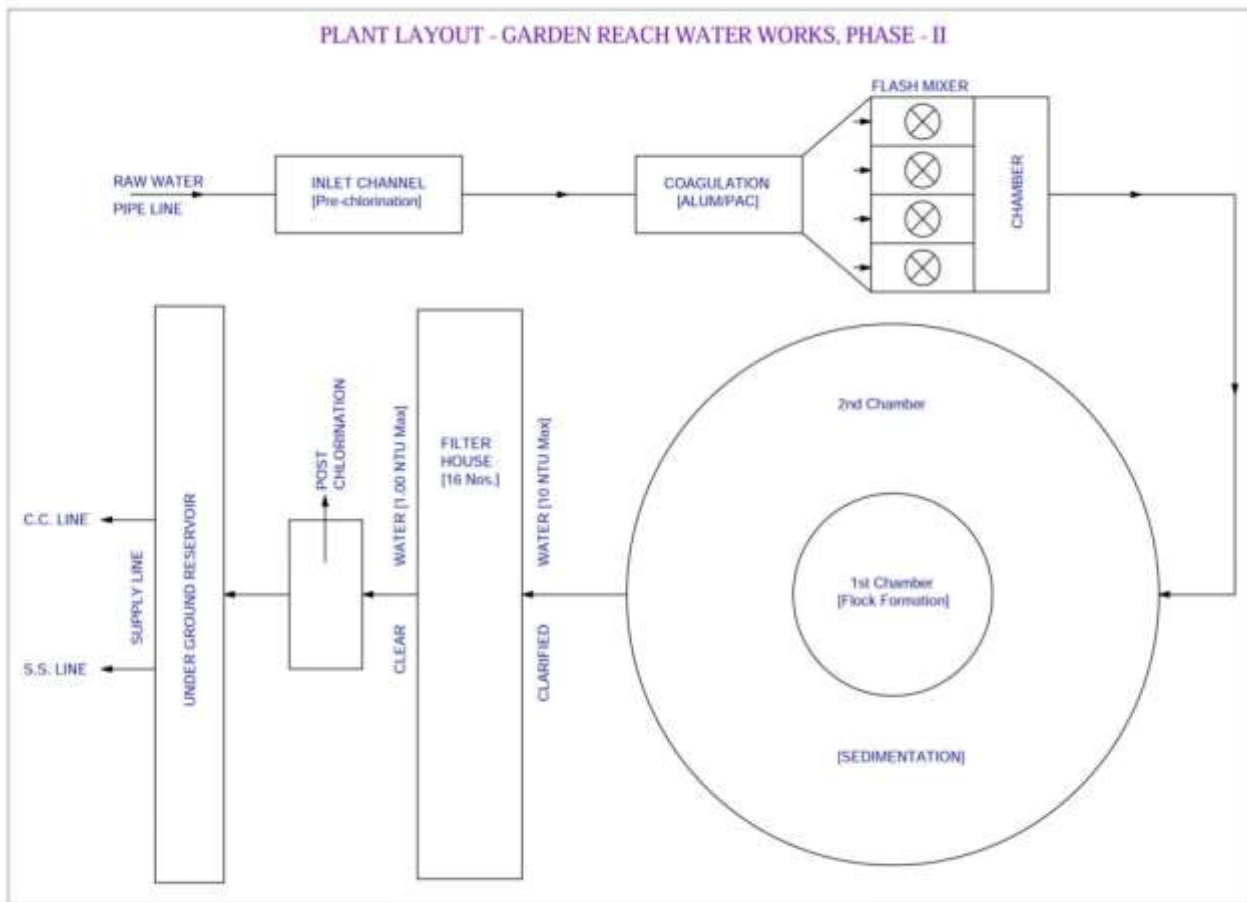 PLANT LAYOUT - GARDEN REACH WATER WORKS, PHASE - II
FLASH MIXER
RAW WATER
PIPE LINE
INLET CHANNEL
[Pre-chlorination]
COAGULATION
[ALUM/PAC]
CHAMBER
2nd Chamber
1st Chamber
[Flock Formation]
[SEDIMENTATION]
CLARIFIED WATER [10 NTU Max]
FILTER
HOUSE
[16 Nos.]
CLEAR WATER [1.00 NTU Max]
POST
CHLORINATION
UNDER GROUND RESERVOIR
SUPPLY LINE
C.C. LINE
S.S. LINE